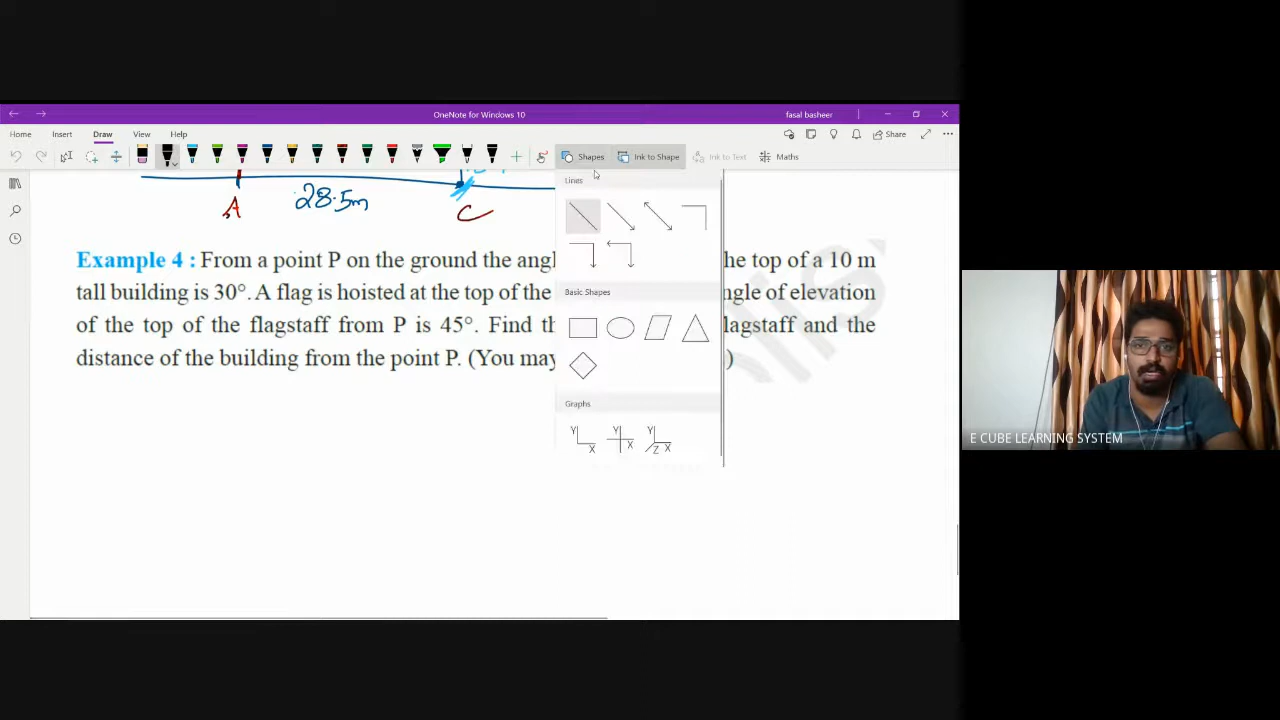 OneNote for Windows 10
fasal basheer
Home Insert Draw View Help
Share
Shapes Ink to Shape Ink to Text Maths
Lines
28.5m
A
C
Example 4 : From a point P on the ground the angl he top of a 10 m
tall building is 30°. A flag is hoisted at the top of the ngle of elevation
of the top of the flagstaff from P is 45°. Find th lagstaff and the
distance of the building from the point P. (You may )
Basic Shapes
Graphs
Y X
Y X
Y Z X
E CUBE LEARNING SYSTEM